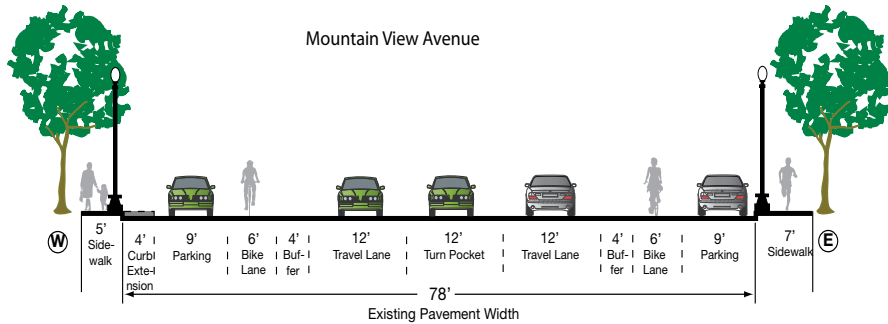 Mountain View Avenue
W
5'
Side-
walk
4'
Curb
Exten-
sion
9'
Parking
6'
Bike
Lane
4'
Buf-
fer
12'
Travel Lane
12'
Turn Pocket
12'
Travel Lane
4'
Buf-
fer
6'
Bike
Lane
9'
Parking
7'
Sidewalk
E
78'
Existing Pavement Width